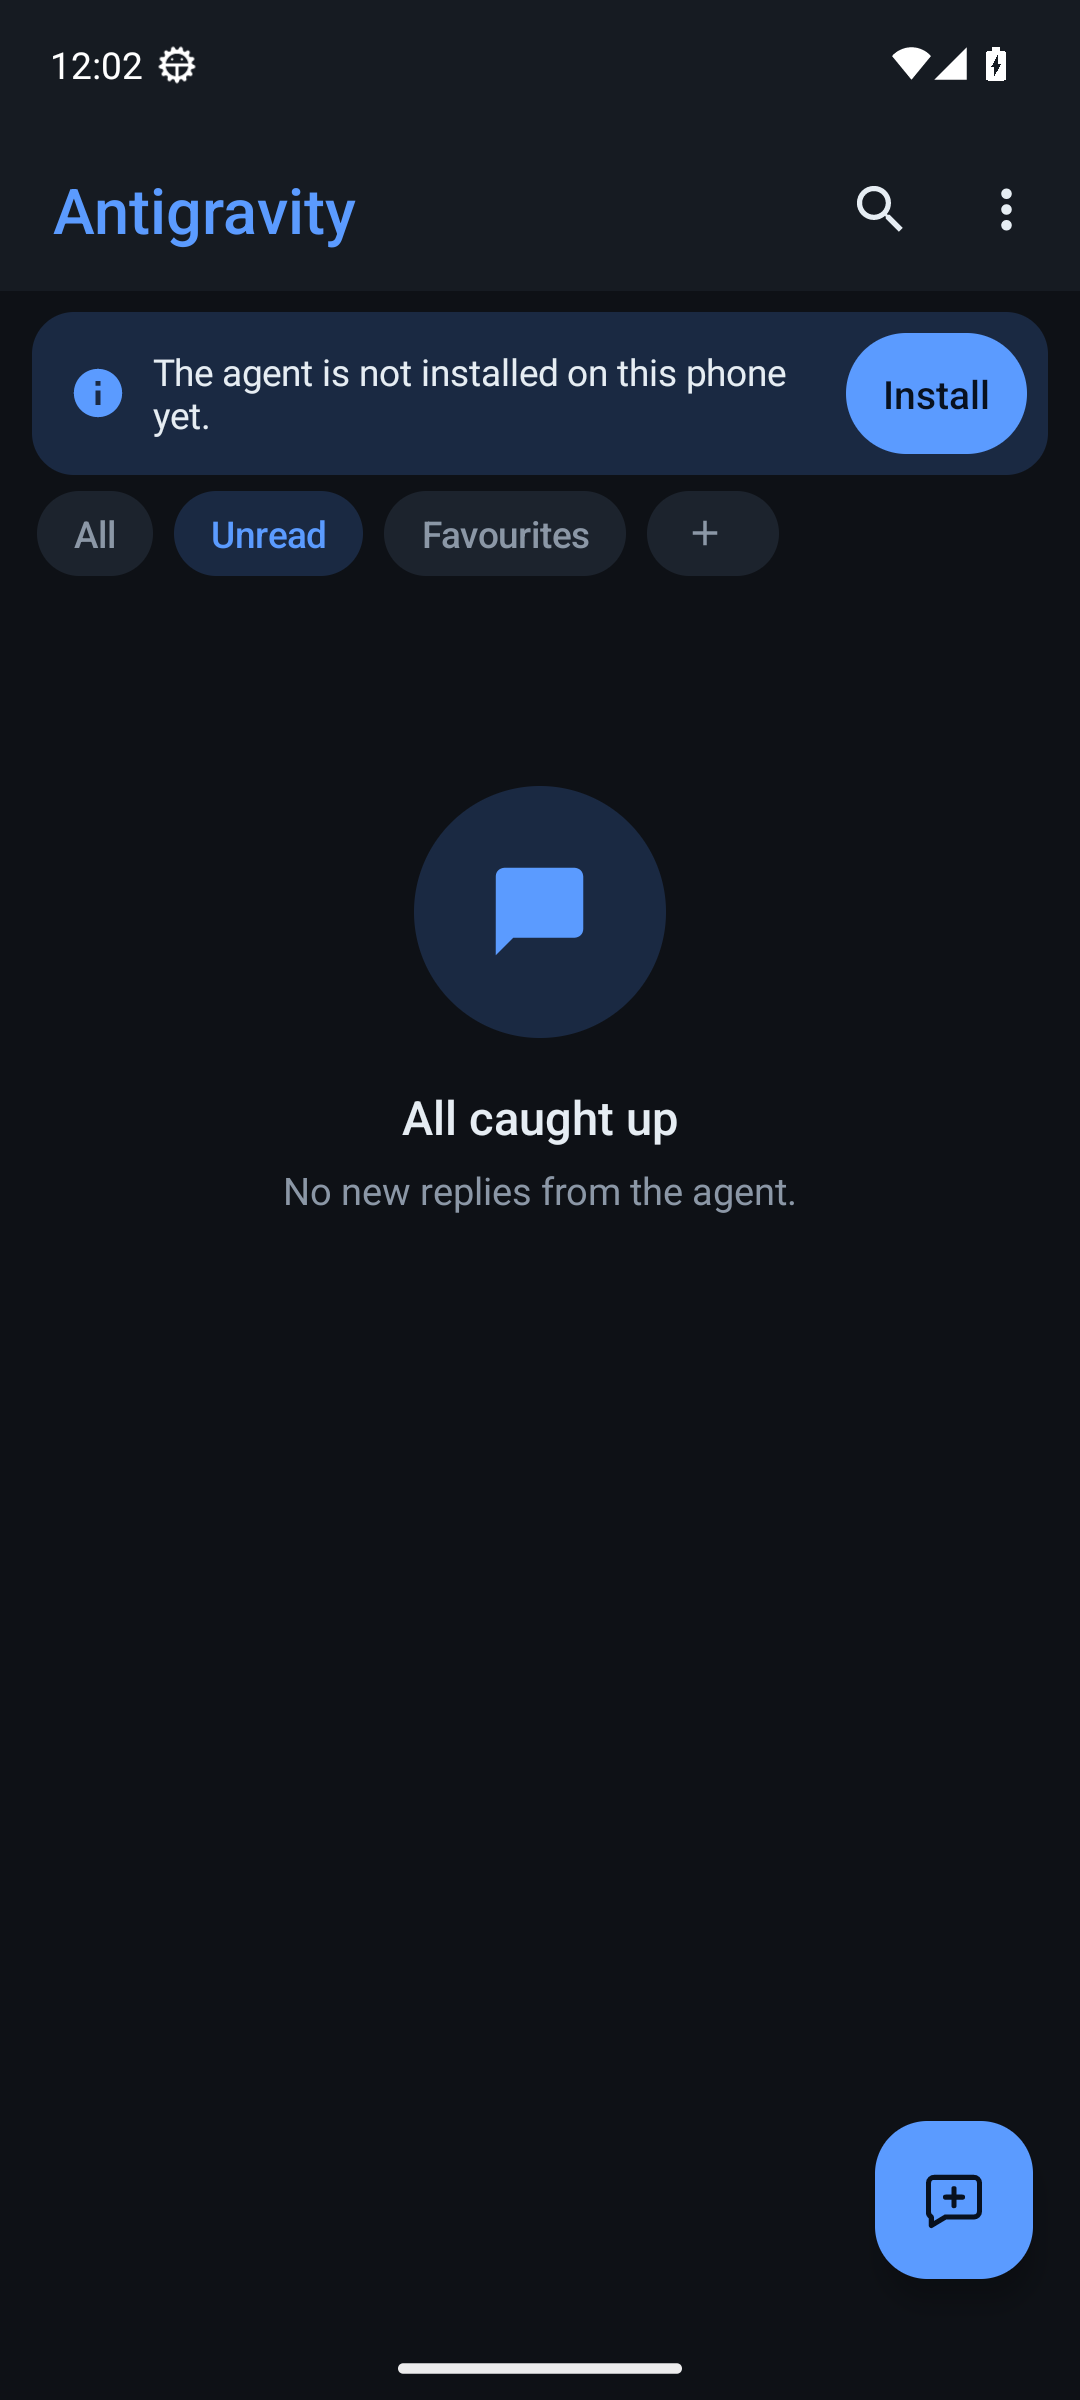 12:02
Antigravity
The agent is not installed on this phone
yet.
Install
All
Unread
Favourites
+
All caught up
No new replies from the agent.